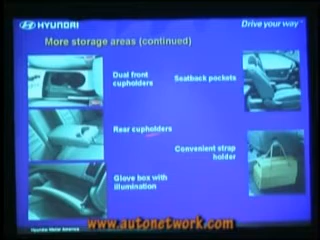 HYUNDAI
Drive your way
More storage areas (continued)
Dual front
cupholders
Seatback pockets
Rear cupholders
Convenient strap
holder
Glove box with
illumination
Hyundai Motor America
www.autonetwork.com